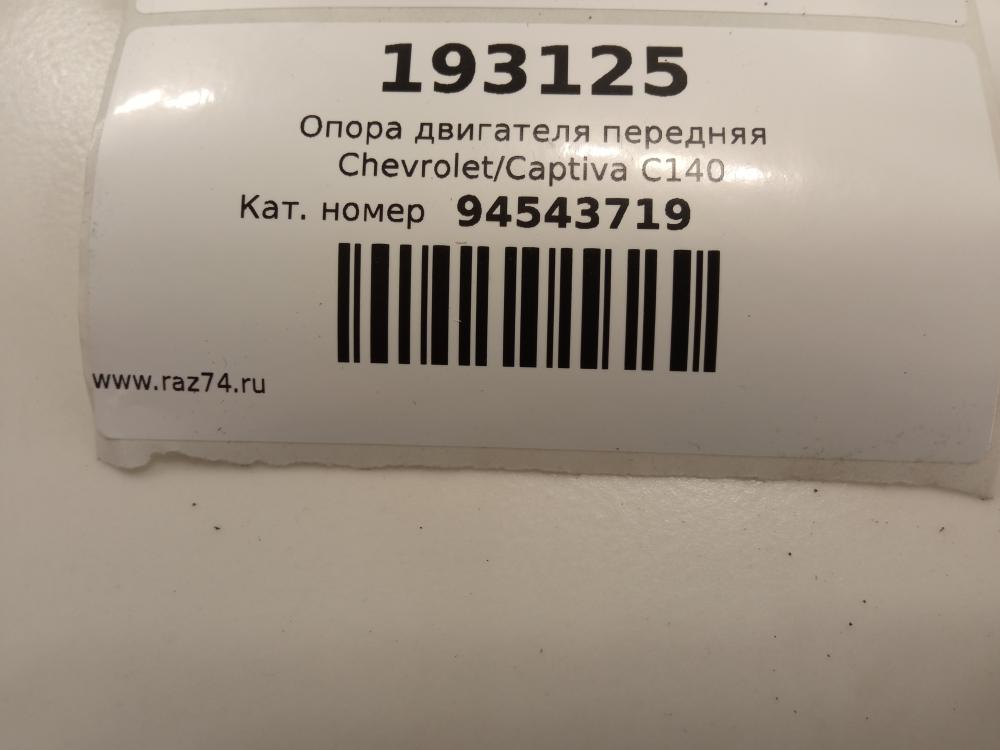 193125
Опора двигателя передняя
Chevrolet/Captiva C140
Кат. номер 94543719
www.raz74.ru